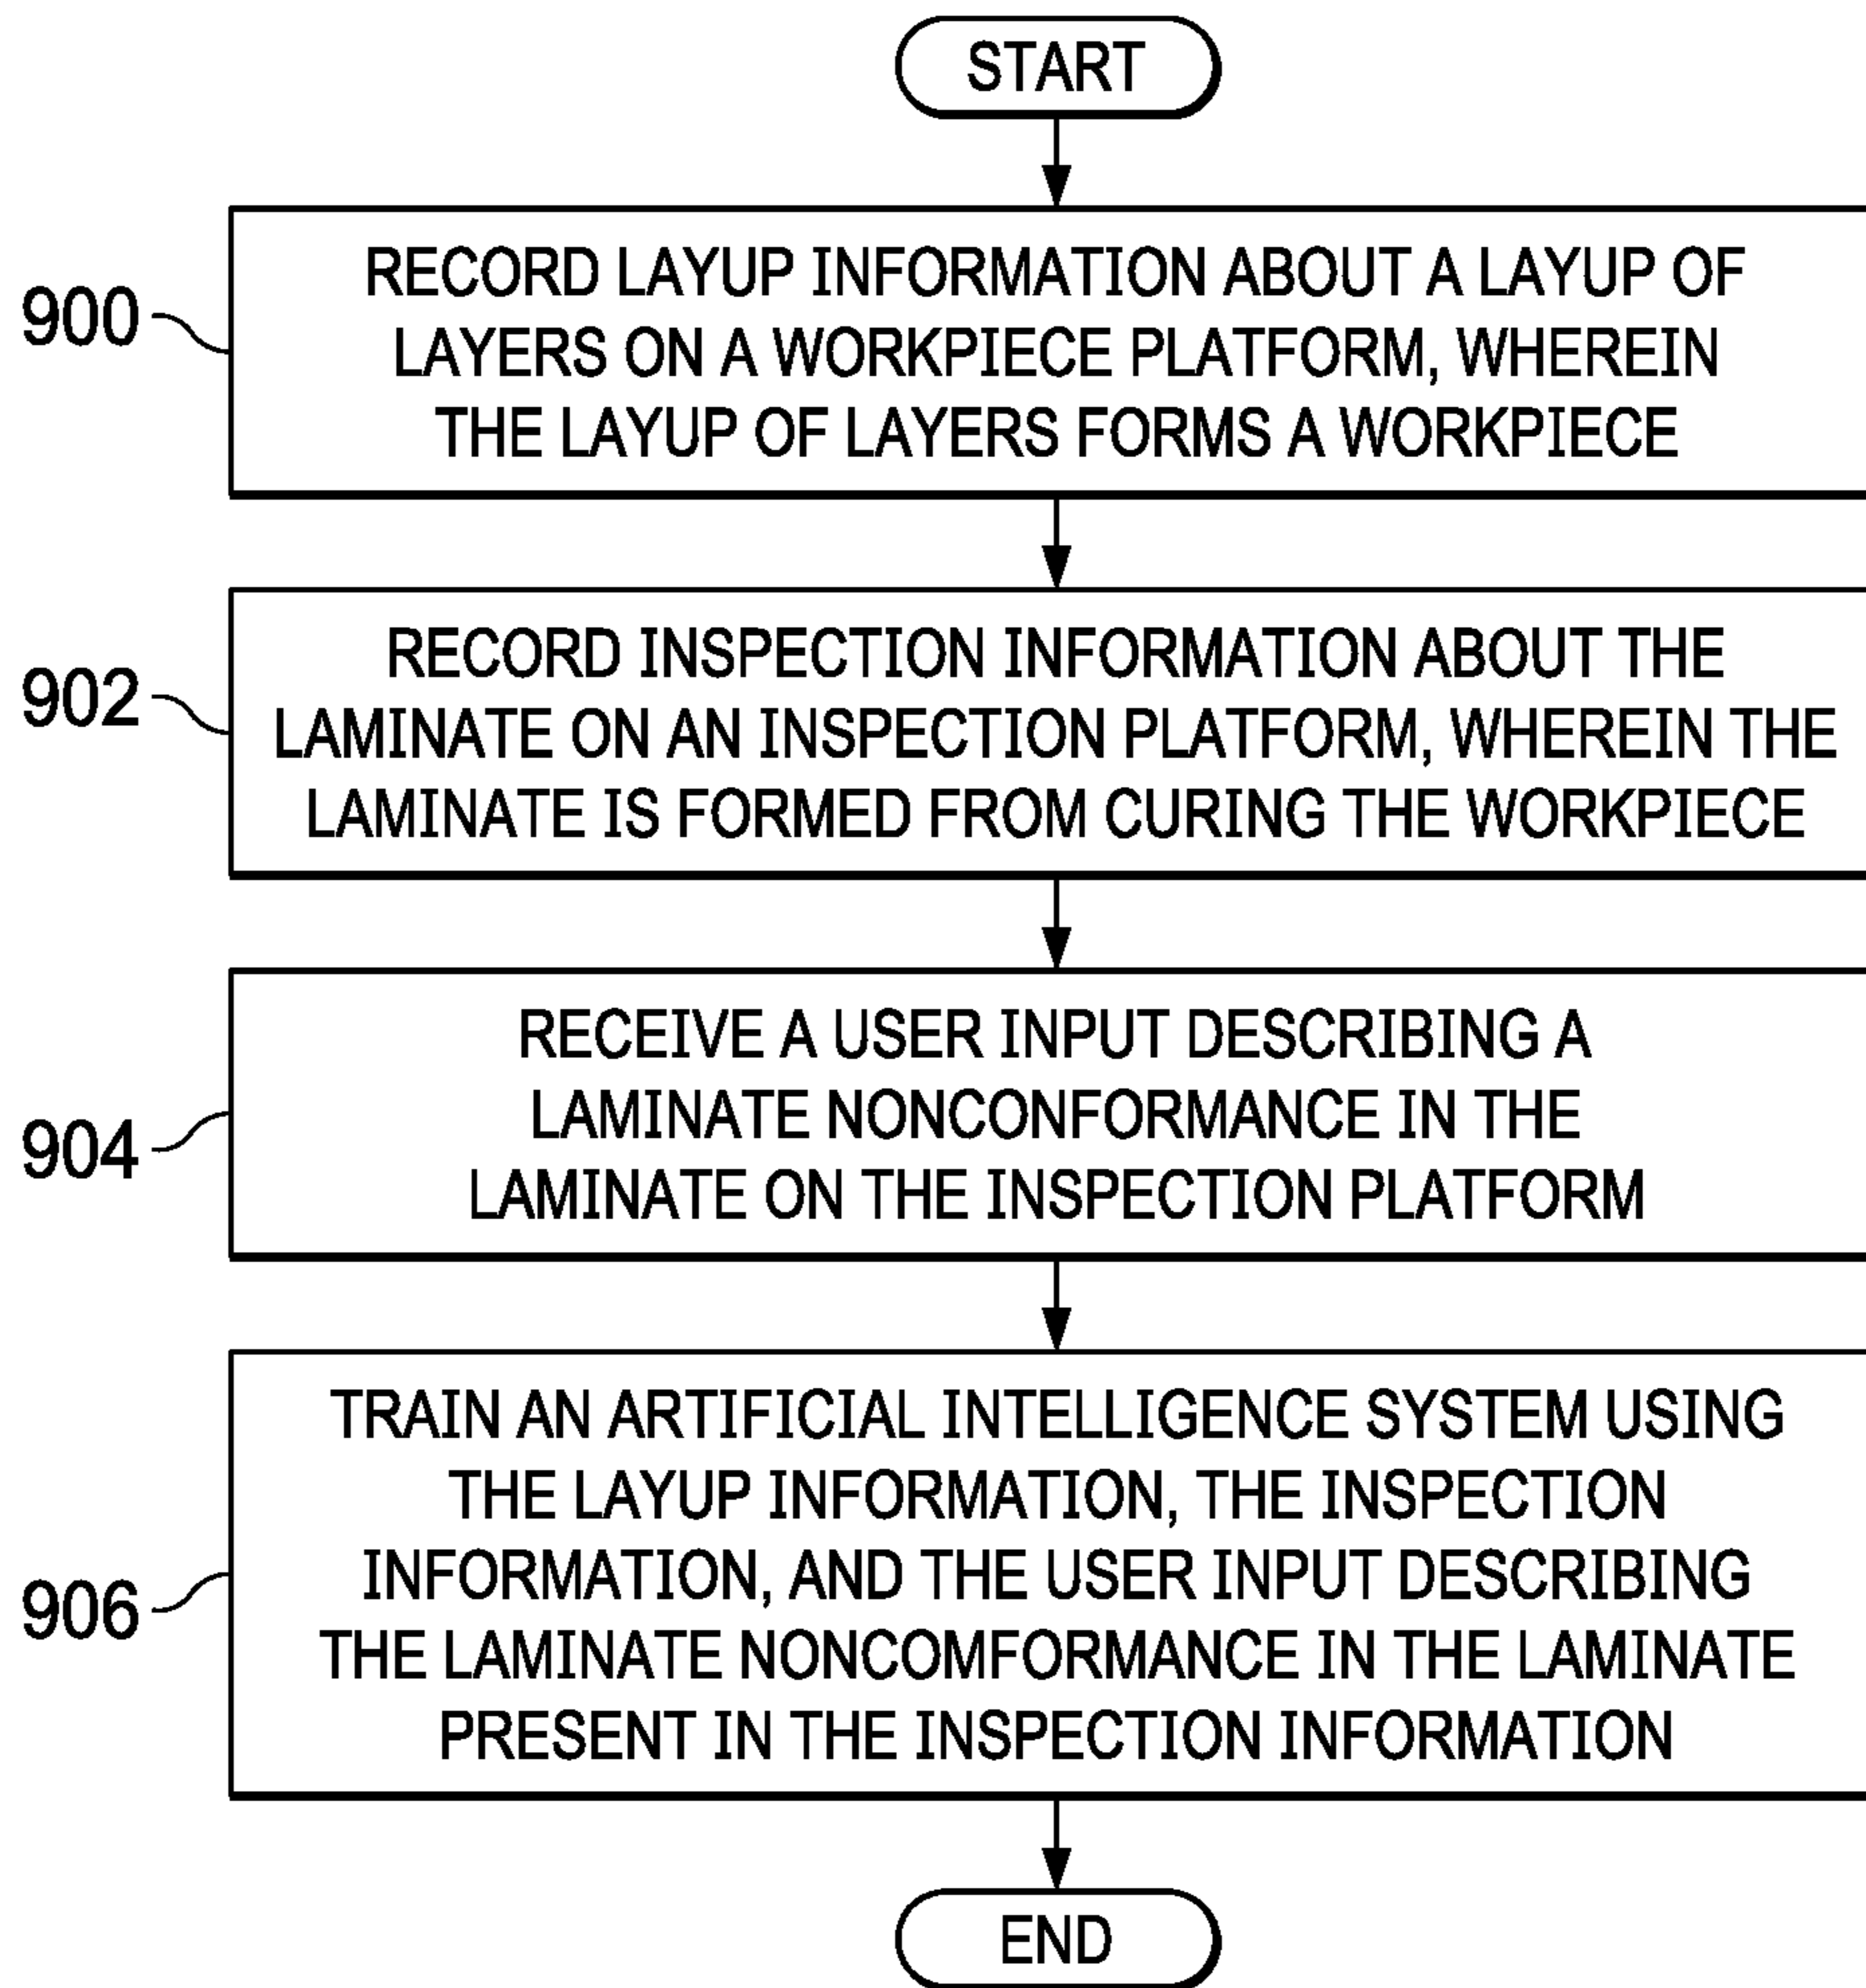 START
900
RECORD LAYUP INFORMATION ABOUT A LAYUP OF
LAYERS ON A WORKPIECE PLATFORM, WHEREIN
THE LAYUP OF LAYERS FORMS A WORKPIECE
902
RECORD INSPECTION INFORMATION ABOUT THE
LAMINATE ON AN INSPECTION PLATFORM, WHEREIN THE
LAMINATE IS FORMED FROM CURING THE WORKPIECE
904
RECEIVE A USER INPUT DESCRIBING A
LAMINATE NONCONFORMANCE IN THE
LAMINATE ON THE INSPECTION PLATFORM
906
TRAIN AN ARTIFICIAL INTELLIGENCE SYSTEM USING
THE LAYUP INFORMATION, THE INSPECTION
INFORMATION, AND THE USER INPUT DESCRIBING
THE LAMINATE NONCOMFORMANCE IN THE LAMINATE
PRESENT IN THE INSPECTION INFORMATION
END